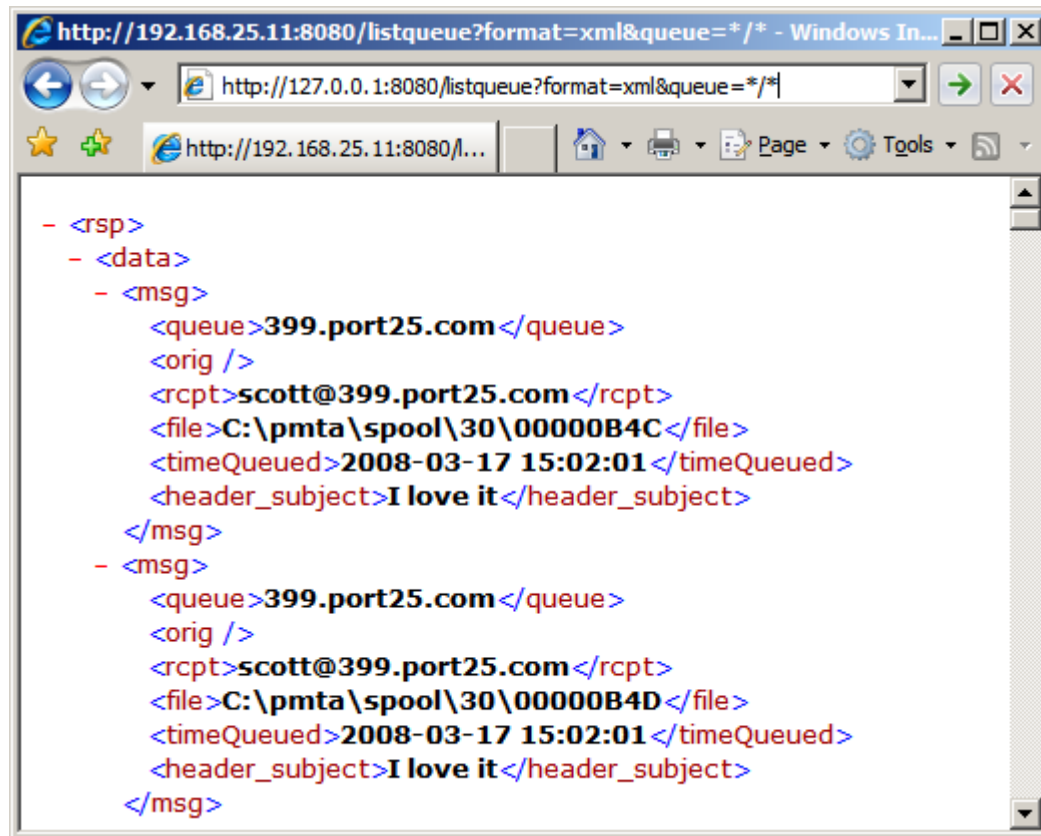 http://192.168.25.11:8080/listqueue?format=xml&queue=*/* - Windows In...
http://127.0.0.1:8080/listqueue?format=xml&queue=*/*
http://192.168.25.11:8080/l... Page Tools
- <rsp>
- <data>
- <msg>
<queue>399.port25.com</queue>
<orig />
<rcpt>scott@399.port25.com</rcpt>
<file>C:\pmta\spool\30\00000B4C</file>
<timeQueued>2008-03-17 15:02:01</timeQueued>
<header_subject>I love it</header_subject>
</msg>
- <msg>
<queue>399.port25.com</queue>
<orig />
<rcpt>scott@399.port25.com</rcpt>
<file>C:\pmta\spool\30\00000B4D</file>
<timeQueued>2008-03-17 15:02:01</timeQueued>
<header_subject>I love it</header_subject>
</msg>